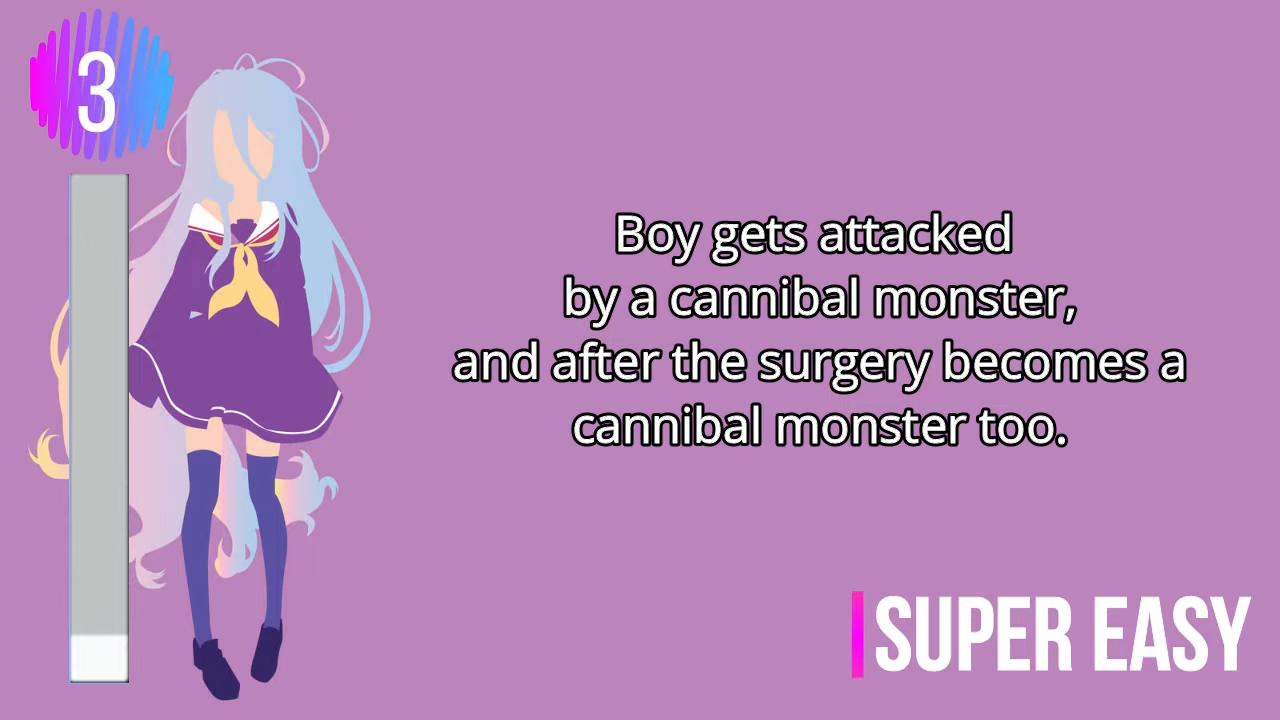 3
Boy gets attacked
by a cannibal monster,
and after the surgery becomes a
cannibal monster too.
SUPER EASY